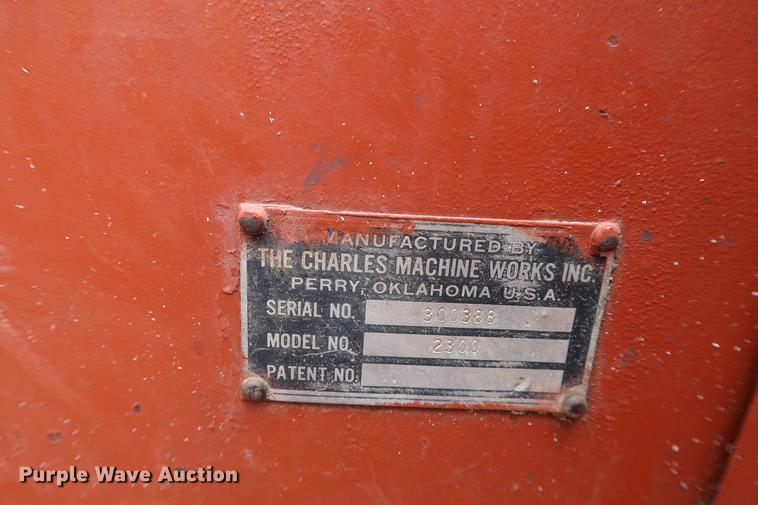 MANUFACTURED BY
THE CHARLES MACHINE WORKS INC.
PERRY, OKLAHOMA U.S.A.
SERIAL NO. 300388
MODEL NO. 2300
PATENT NO.
Purple Wave Auction